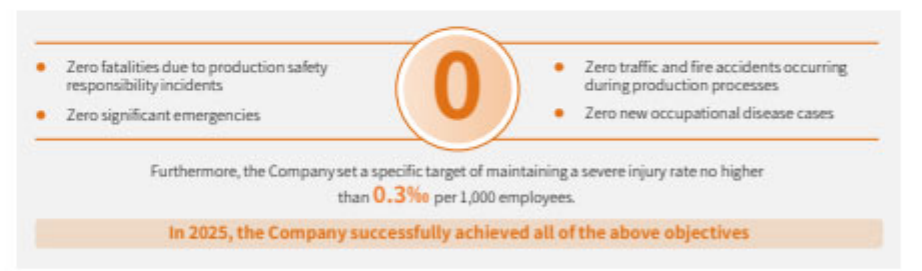 Zero fatalities due to production safety
responsibility incidents
Zero significant emergencies
0
Zero traffic and fire accidents occurring
during production processes
Zero new occupational disease cases
Furthermore, the Company set a specific target of maintaining a severe injury rate no higher
than 0.3‰ per 1,000 employees.
In 2025, the Company successfully achieved all of the above objectives